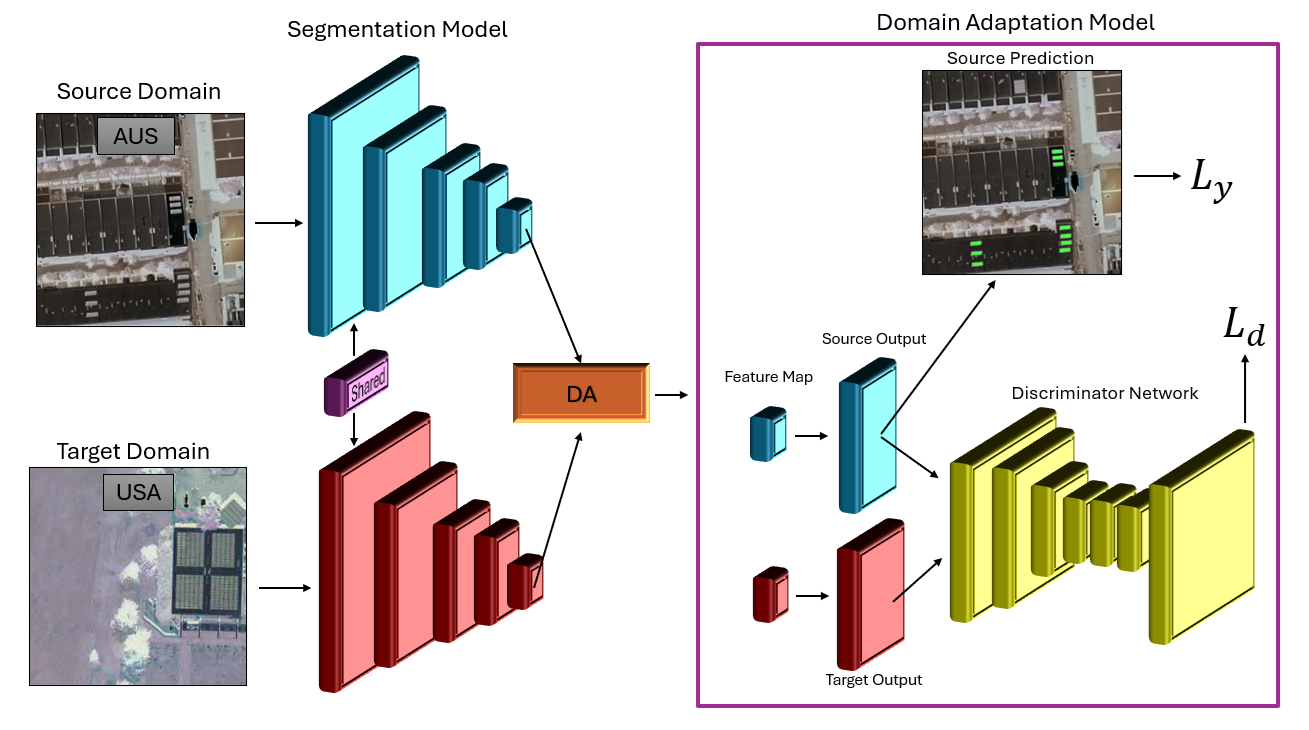 Segmentation Model
Domain Adaptation Model
Source Domain
AUS
Source Prediction
L_y
Shared
DA
Source Output
Feature Map
Discriminator Network
L_d
Target Domain
USA
Target Output